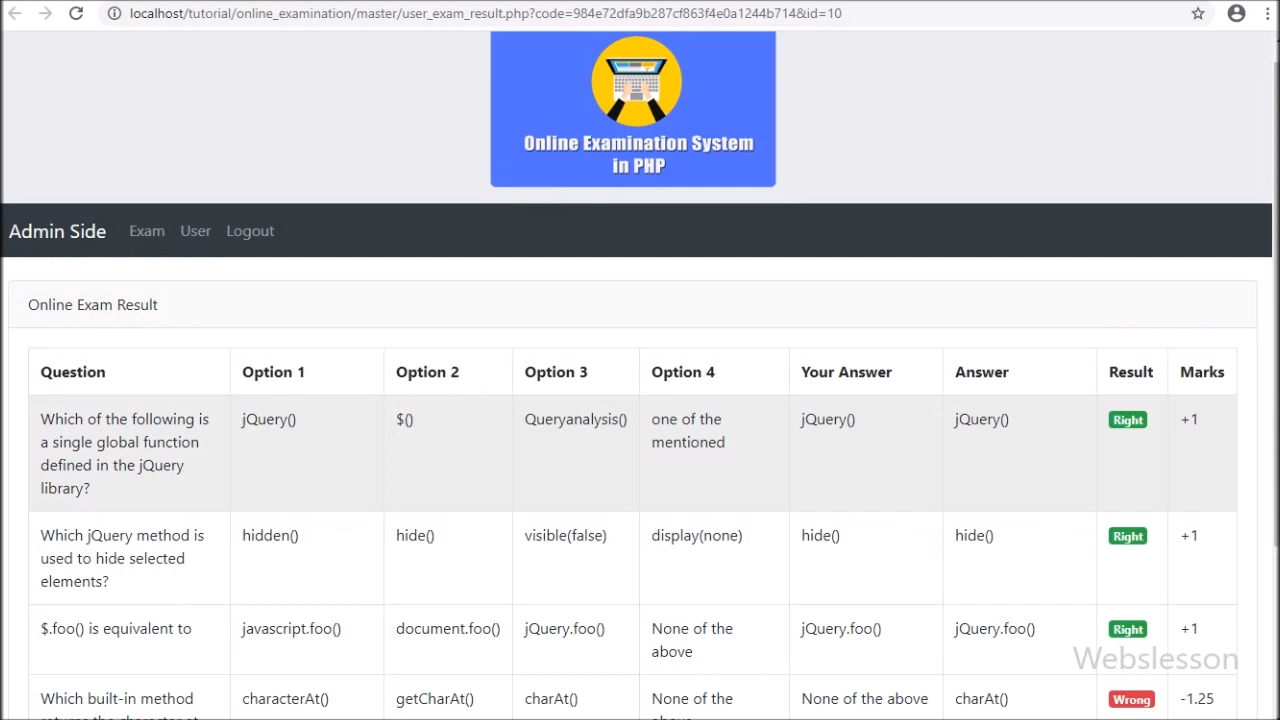 localhost/tutorial/online_examination/master/user_exam_result.php?code=984e72dfa9b287cf863f4e0a1244b714&id=10
Online Examination System
in PHP
Admin Side Exam User Logout
Online Exam Result
Question Option 1 Option 2 Option 3 Option 4 Your Answer Answer Result Marks
Which of the following is jQuery() $() Queryanalysis() one of the jQuery() jQuery() Right +1
a single global function mentioned
defined in the jQuery
library?
Which jQuery method is hidden() hide() visible(false) display(none) hide() hide() Right +1
used to hide selected
elements?
$.foo() is equivalent to javascript.foo() document.foo() jQuery.foo() None of the jQuery.foo() jQuery.foo() Right +1
above
Webslesson
Which built-in method characterAt() getCharAt() charAt() None of the None of the above charAt() Wrong -1.25
returns the character at above